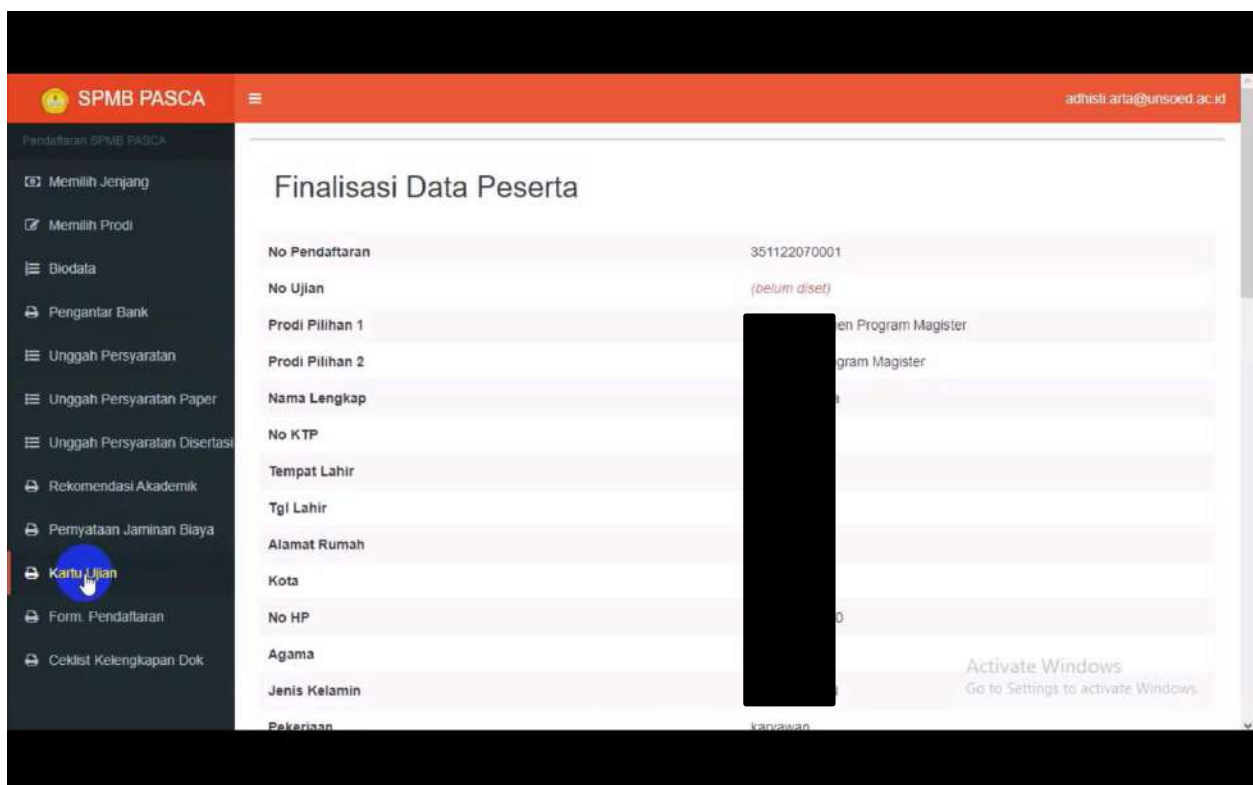 SPMB PASCA
adhisti.arta@unsoed.ac.id
Pendaftaran SPMB PASCA
Memilih Jenjang
Memilih Prodi
Biodata
Pengantar Bank
Unggah Persyaratan
Unggah Persyaratan Paper
Unggah Persyaratan Disertasi
Rekomendasi Akademik
Pernyataan Jaminan Biaya
Kartu Ujian
Form. Pendaftaran
Ceklist Kelengkapan Dok
Finalisasi Data Peserta
No Pendaftaran 351122070001
No Ujian (belum diset)
Prodi Pilihan 1 Program Magister
Prodi Pilihan 2 Magister
Nama Lengkap
No KTP
Tempat Lahir
Tgl Lahir
Alamat Rumah
Kota
No HP 0
Agama
Jenis Kelamin
Pekerjaan karyawan
Activate Windows
Go to Settings to activate Windows.